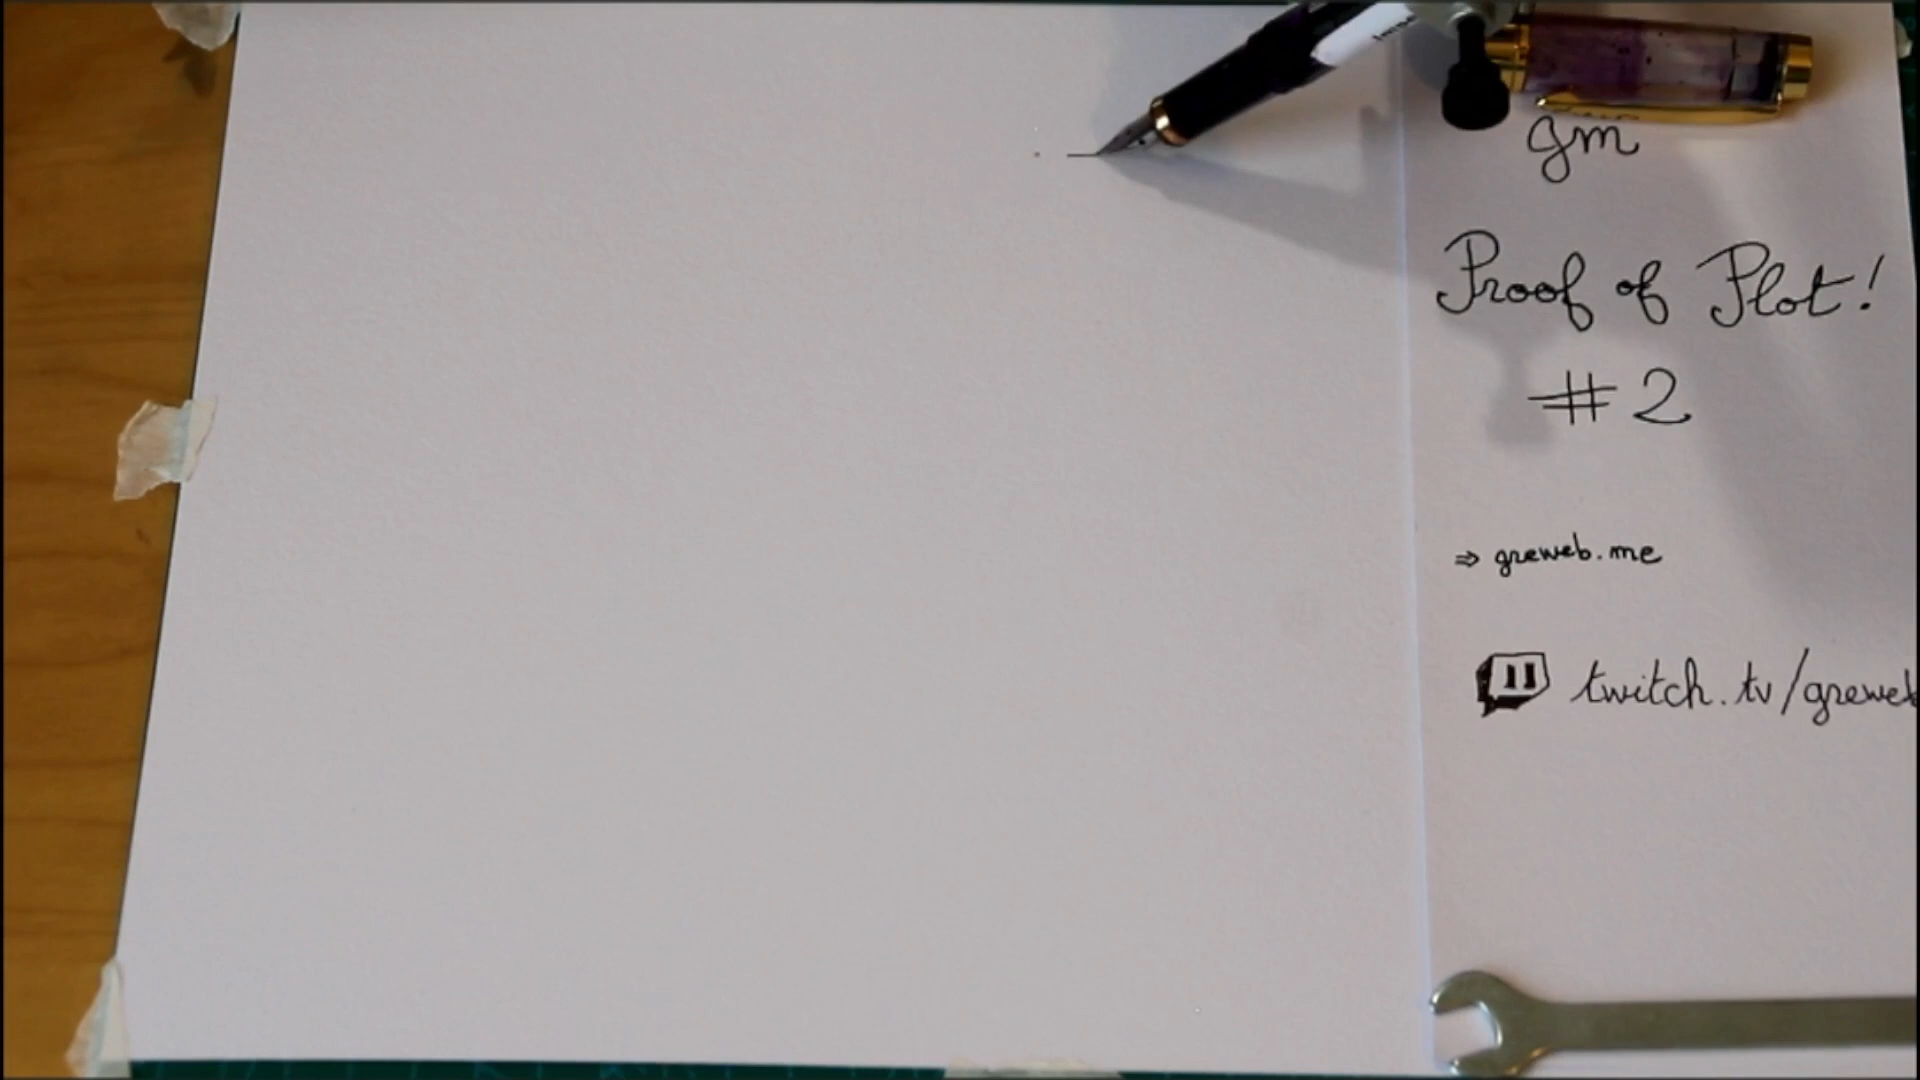 gm
Proof of Plot!
#2
⇒ greweb.me
twitch.tv/greweb